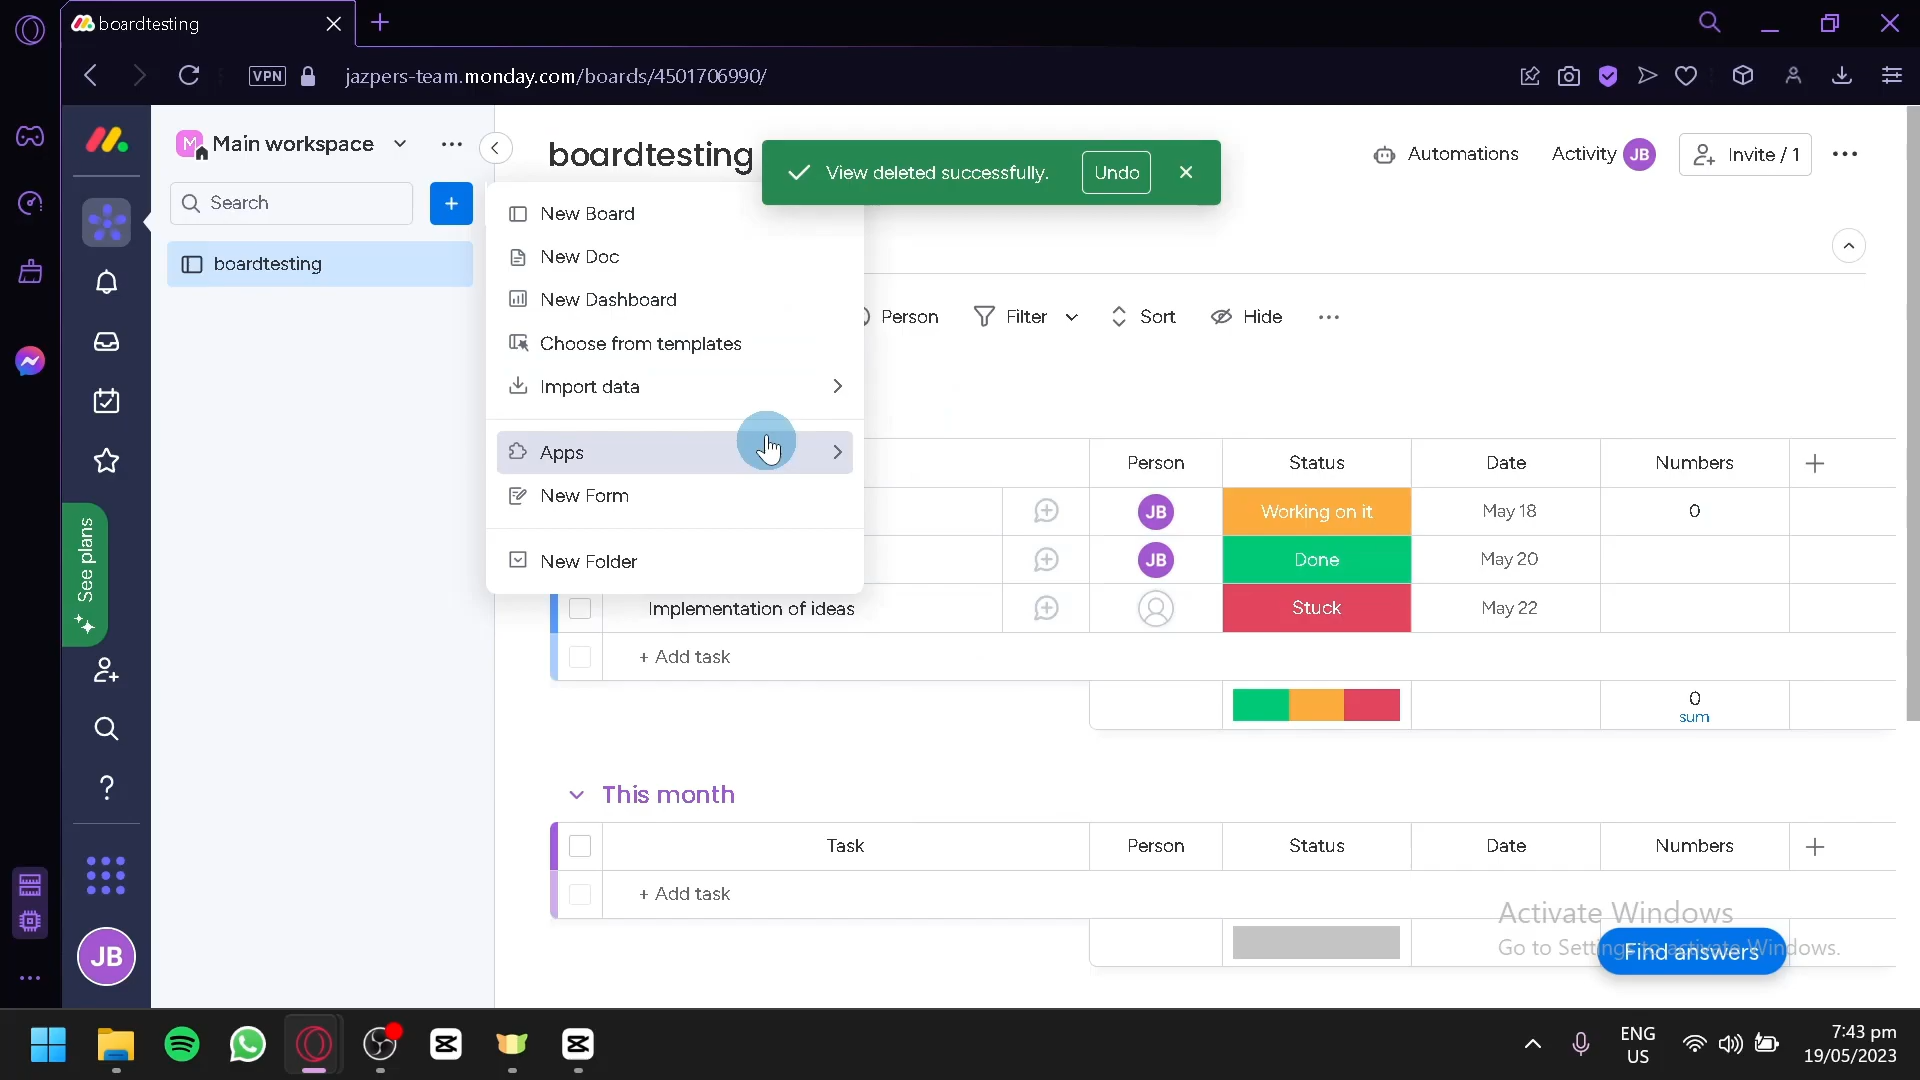 boardtesting
VPN
jazpers-team.monday.com/boards/4501706990/
M Main workspace
Search
+
boardtesting
See plans
JB
boardtesting
View deleted successfully.
Undo
Automations
Activity
JB
Invite / 1
New Board
New Doc
New Dashboard
Choose from templates
Import data
Apps
New Form
New Folder
Person
Filter
Sort
Hide
Person
Status
Date
Numbers
JB
Working on it
May 18
0
JB
Done
May 20
Implementation of ideas
Stuck
May 22
+ Add task
0
sum
This month
Task
Person
Status
Date
Numbers
+ Add task
Activate Windows
Go to Settings to activate Windows.
Find answers
ENG
US
7:43 pm
19/05/2023